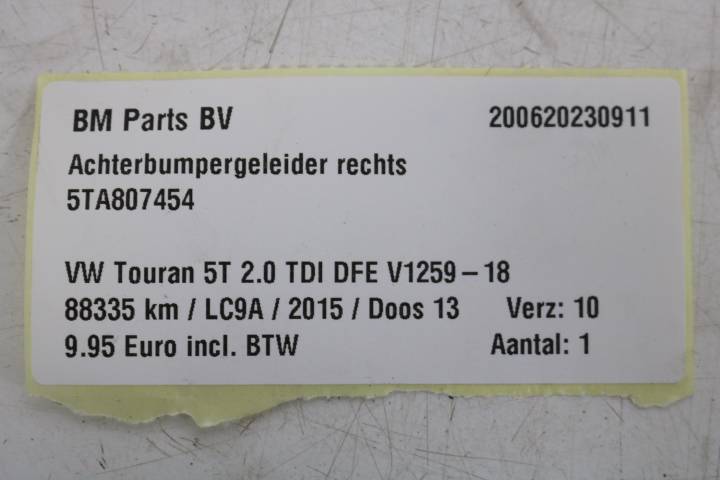 BM Parts BV 200620230911
Achterbumpergeleider rechts
5TA807454
VW Touran 5T 2.0 TDI DFE V1259-18
88335 km / LC9A / 2015 / Doos 13 Verz: 10
9.95 Euro incl. BTW Aantal: 1